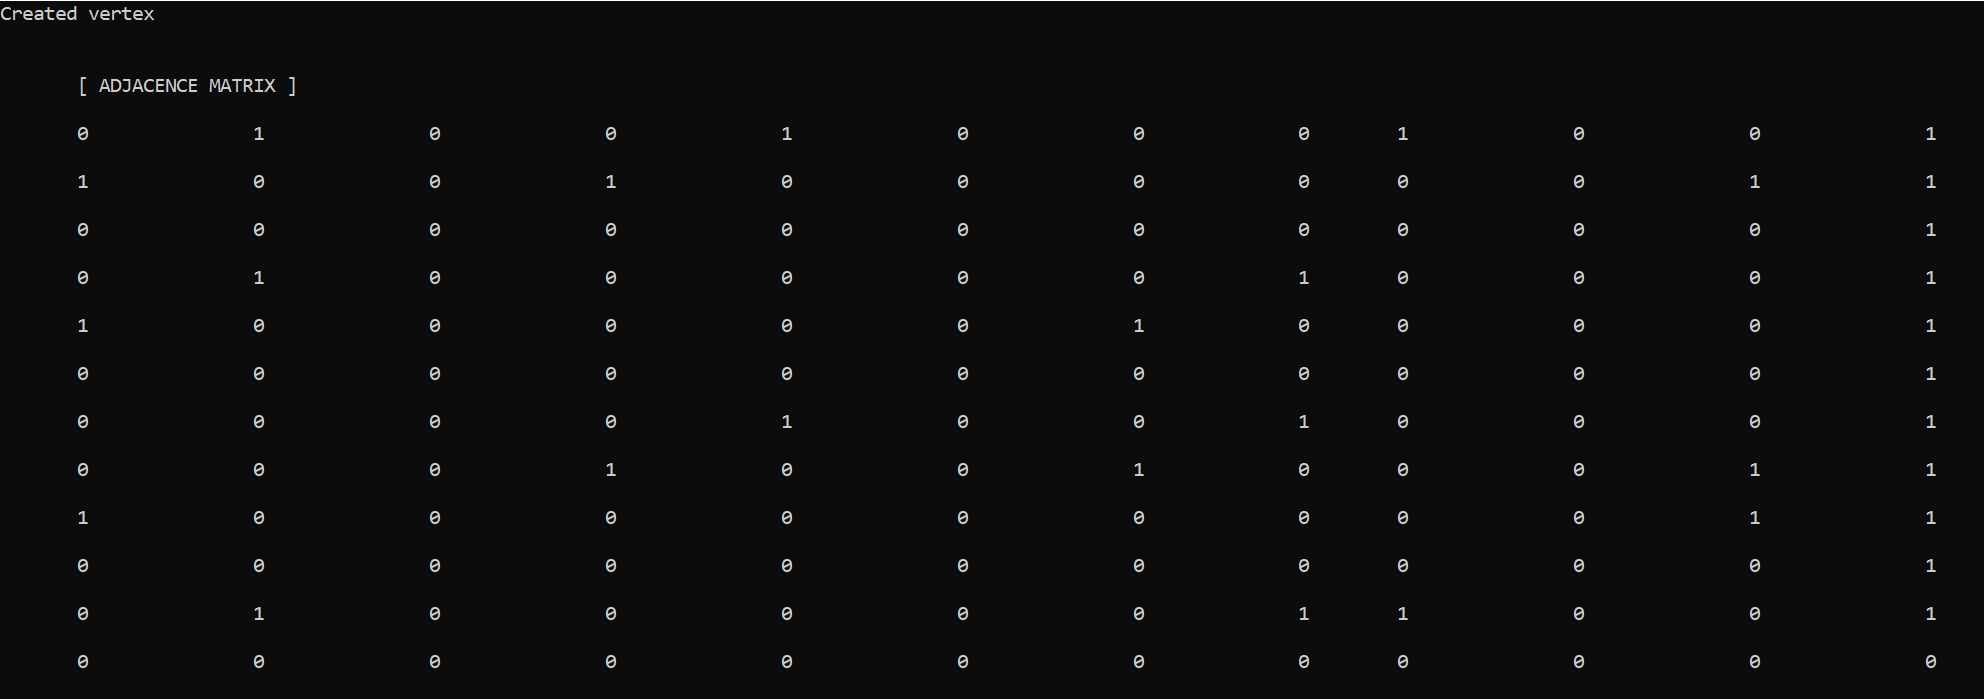 Created vertex
[ ADJACENCE MATRIX ]
0 1 0 0 1 0 0 0 1 0 0 1
1 0 0 1 0 0 0 0 0 0 1 1
0 0 0 0 0 0 0 0 0 0 0 1
0 1 0 0 0 0 0 1 0 0 0 1
1 0 0 0 0 0 1 0 0 0 0 1
0 0 0 0 0 0 0 0 0 0 0 1
0 0 0 0 1 0 0 1 0 0 0 1
0 0 0 1 0 0 1 0 0 0 1 1
1 0 0 0 0 0 0 0 0 0 1 1
0 0 0 0 0 0 0 0 0 0 0 1
0 1 0 0 0 0 0 1 1 0 0 1
0 0 0 0 0 0 0 0 0 0 0 0